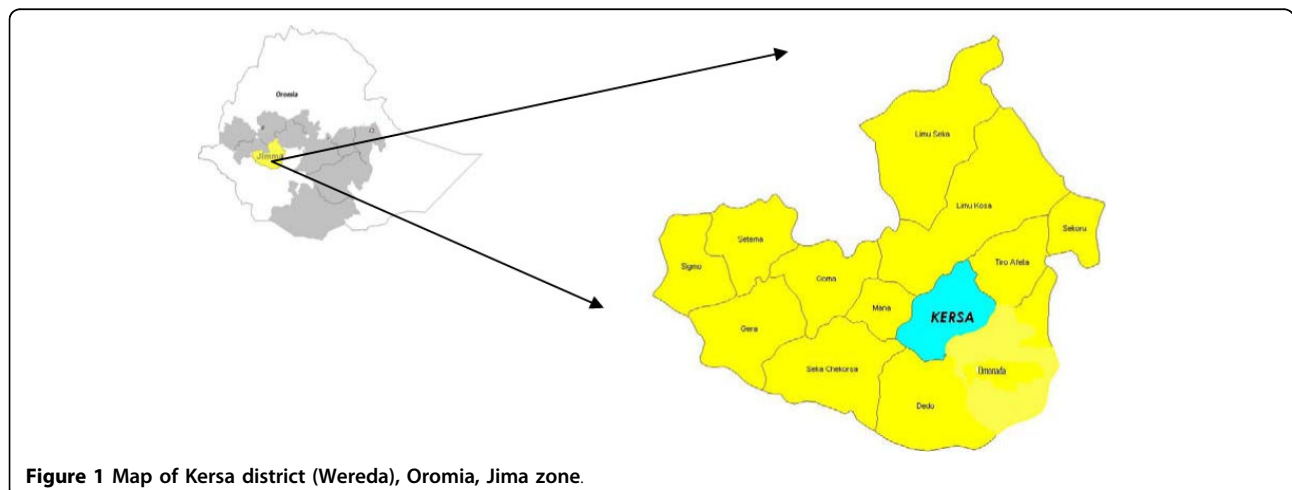 Oromia
Jimma
Limu Seka
Limu Kosa
Sekoru
Setema
Tiro Afeta
Sigmo
Goma
Mana
KERSA
Gera
Seka Chekorsa
Omonada
Dedo
Figure 1 Map of Kersa district (Wereda), Oromia, Jima zone.